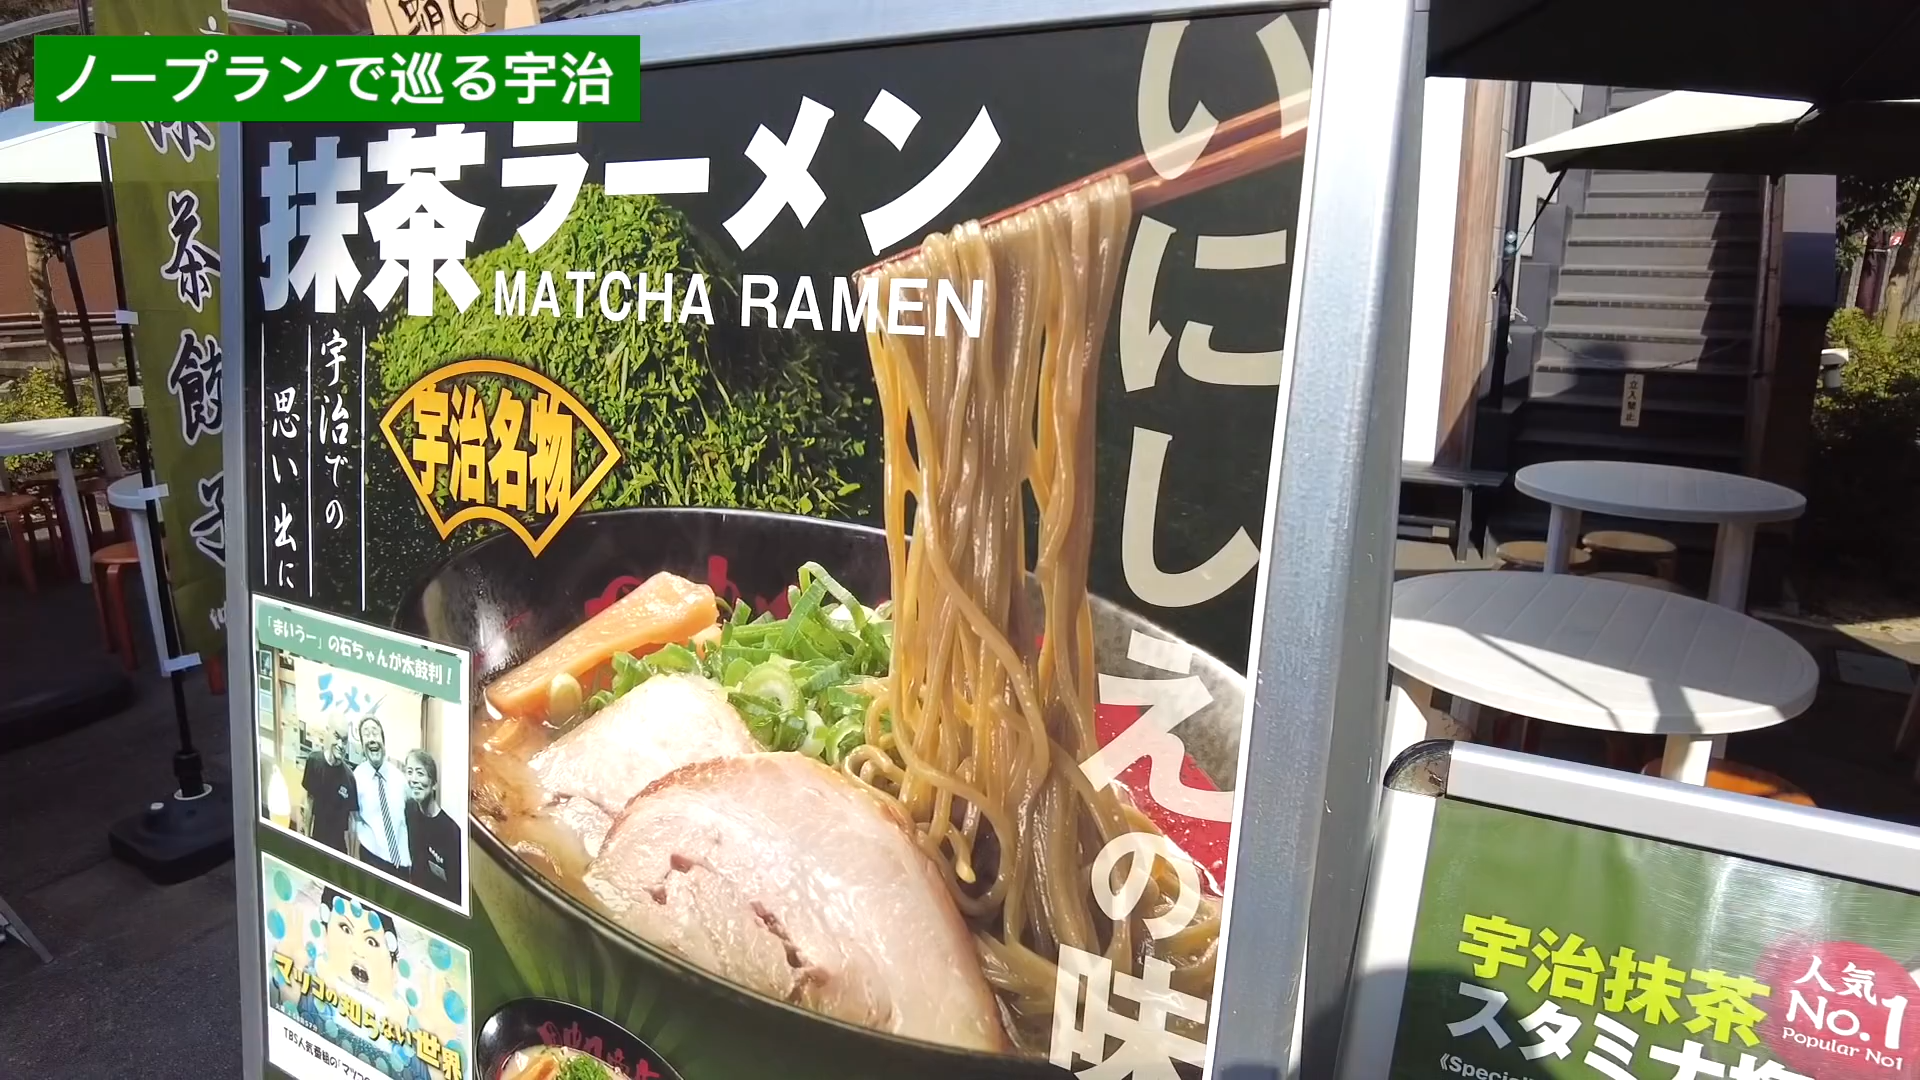 ノープランで巡る宇治
抹茶ラーメン
MATCHA RAMEN
宇治での
思い出に
宇治名物
いにしえの味
「まいうー」の石ちゃんが太鼓判！
ラーメン
マツコの知らない世界
TBS人気番組の「マツコ
茶餃子
立入禁止
宇治抹茶
スタミナ
人気
No.1
Popular No1